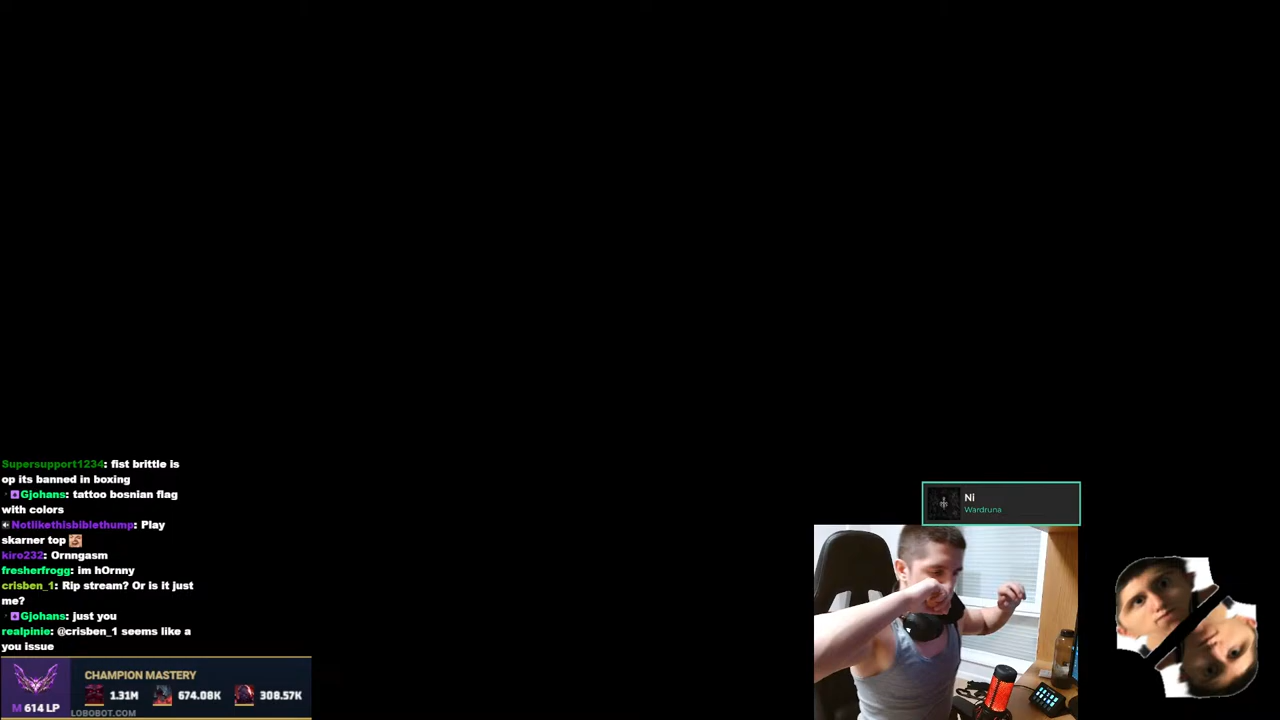 Supersupport1234: fist brittle is
op its banned in boxing
Gjohans: tattoo bosnian flag
with colors
Notlikethisbiblethump: Play
skarner top
kiro232: Ornngasm
fresherfrogg: im hOrnny
crisben_1: Rip stream? Or is it just
me?
Gjohans: just you
realpinie: @crisben_1 seems like a
you issue
Ni
Wardruna
CHAMPION MASTERY
1.31M 674.08K 308.57K
M 614 LP
LOBOBOT.COM